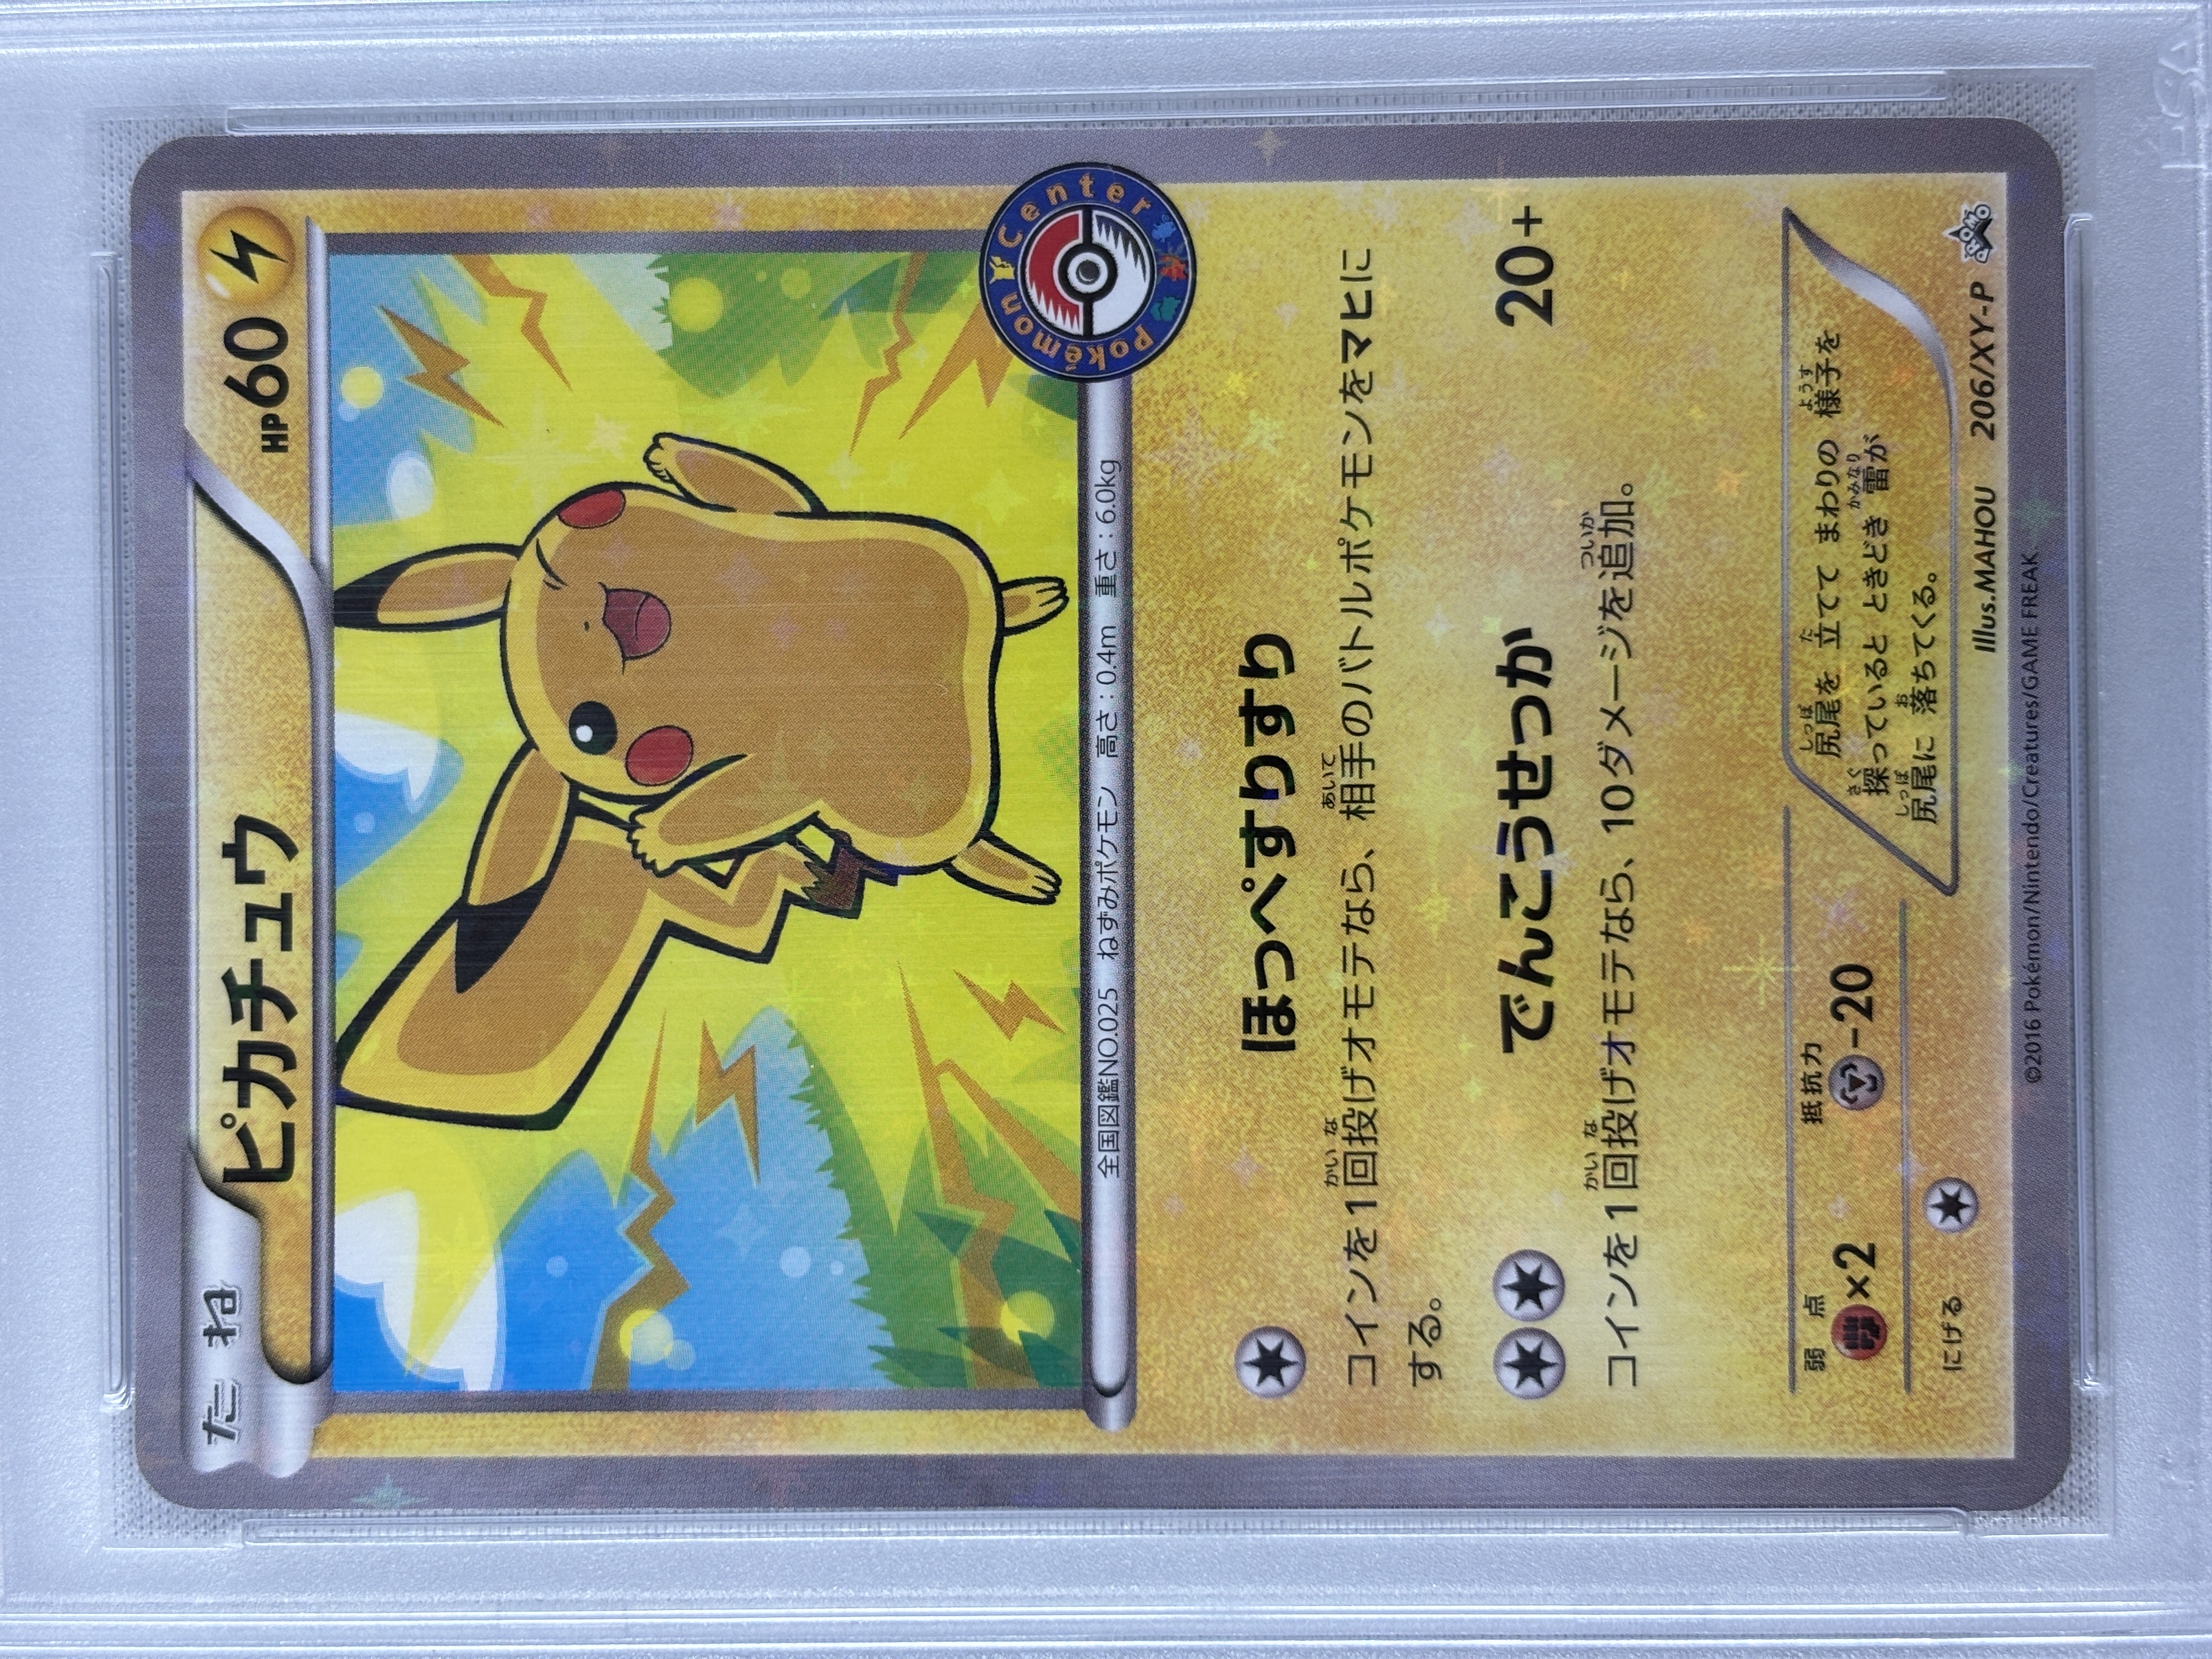 たね
ピカチュウ
HP60
Pokémon Center
全国図鑑NO.025 ねずみポケモン 高さ:0.4m 重さ:6.0kg
ほっぺすりすり
コインを1回投げオモテなら、相手のバトルポケモンをマヒに
する。
でんこうせっか 20+
コインを1回投げオモテなら、10ダメージを追加。
弱点 ×2
抵抗力 -20
にげる
尻尾を 立てて まわりの 様子を
探っていると ときどき 雷が
尻尾に 落ちてくる。
Illus.MAHOU 206/XY-P PROMO
©2016 Pokémon/Nintendo/Creatures/GAME FREAK